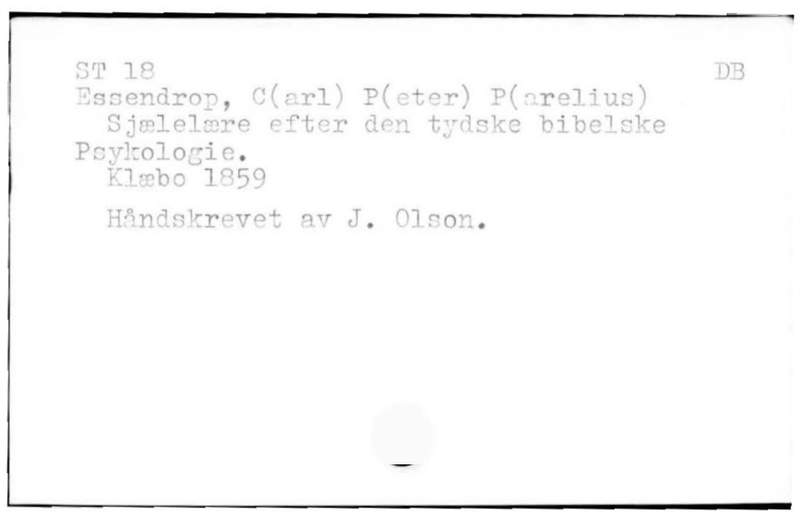 ST 18 DB
Essendrop, C(arl) P(eter) P(arelius)
Sjælelære efter den tydske bibelske
Psykologie.
Klæbo 1859
Håndskrevet av J. Olson.